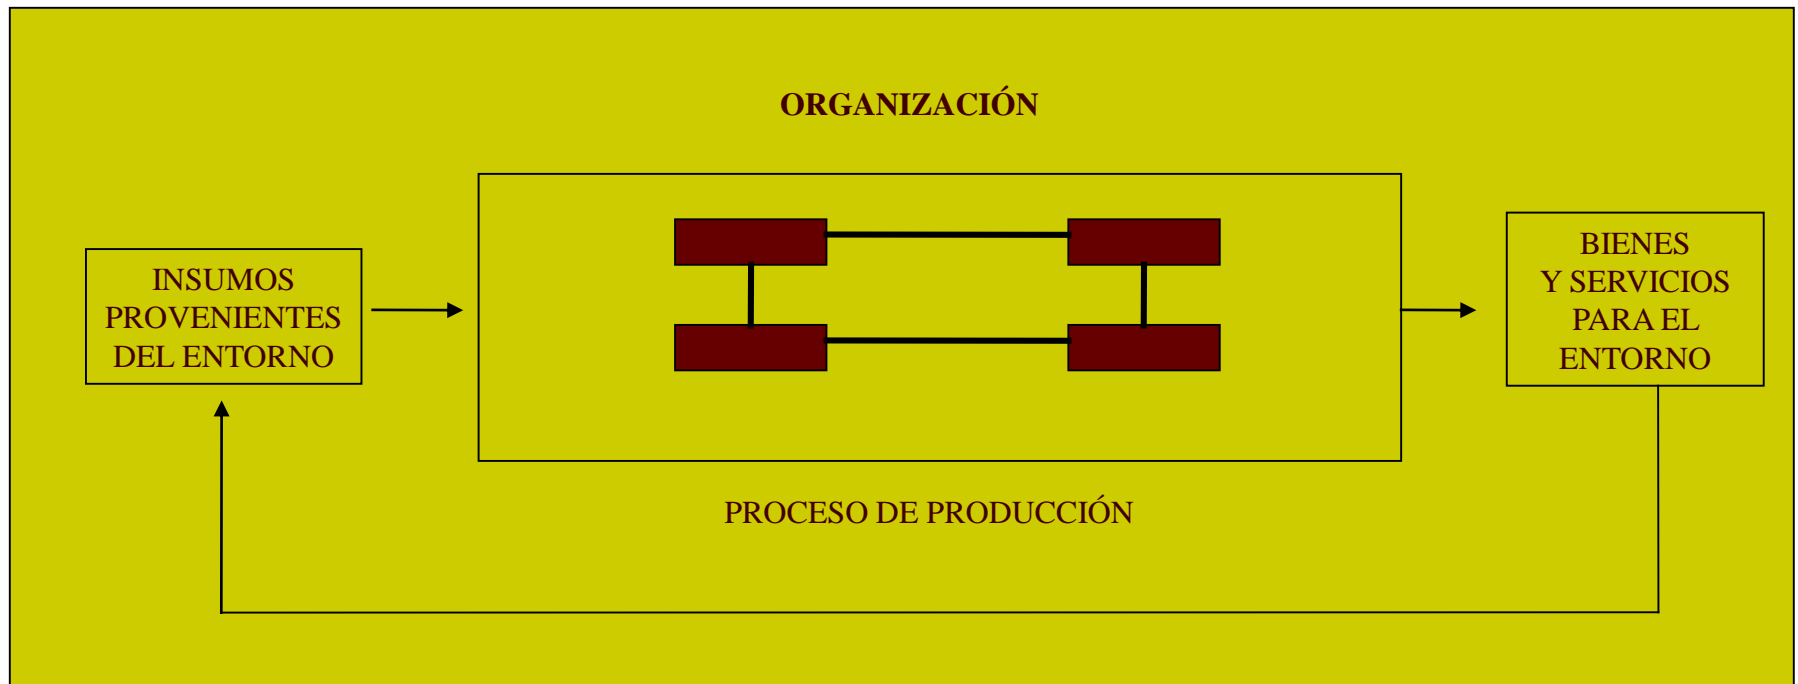 ORGANIZACIÓN
INSUMOS
PROVENIENTES
DEL ENTORNO
BIENES
Y SERVICIOS
PARA EL
ENTORNO
PROCESO DE PRODUCCIÓN